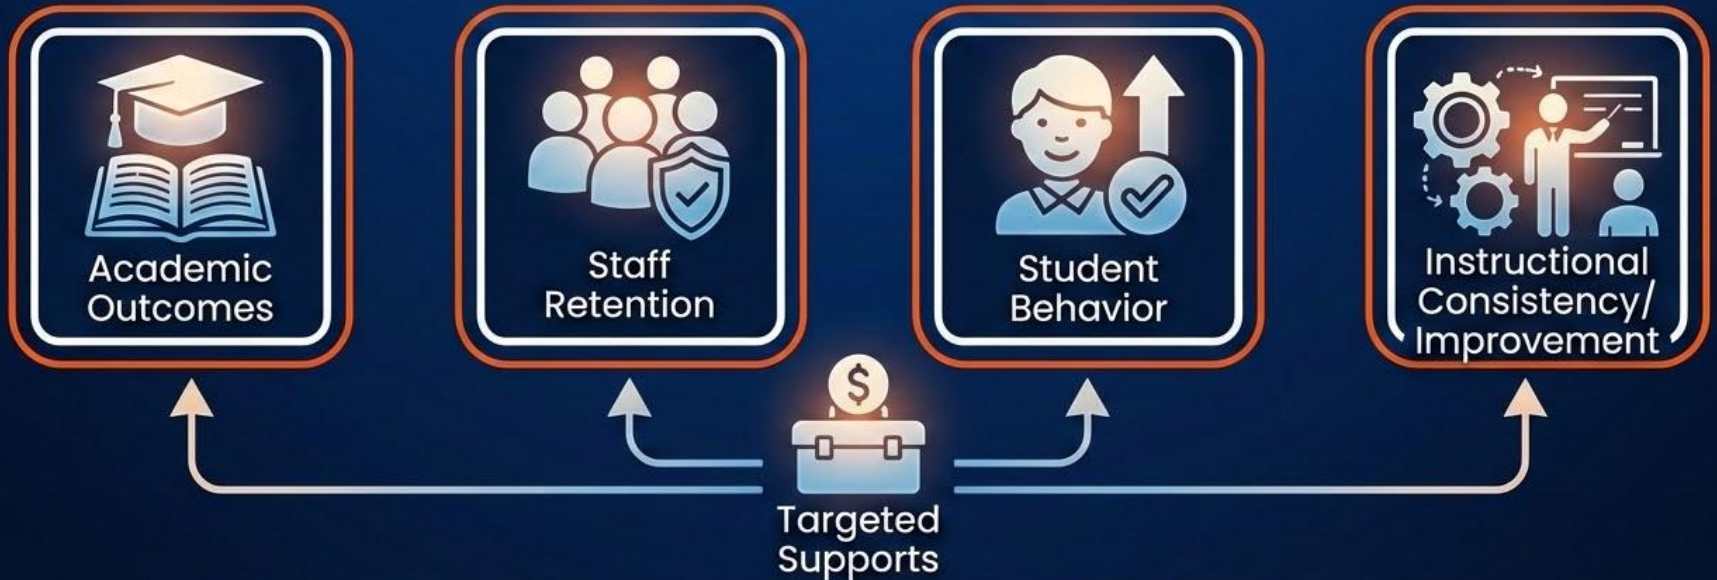 Academic
Outcomes
Staff
Retention
Student
Behavior
Instructional
Consistency/
Improvement
$
Targeted
Supports